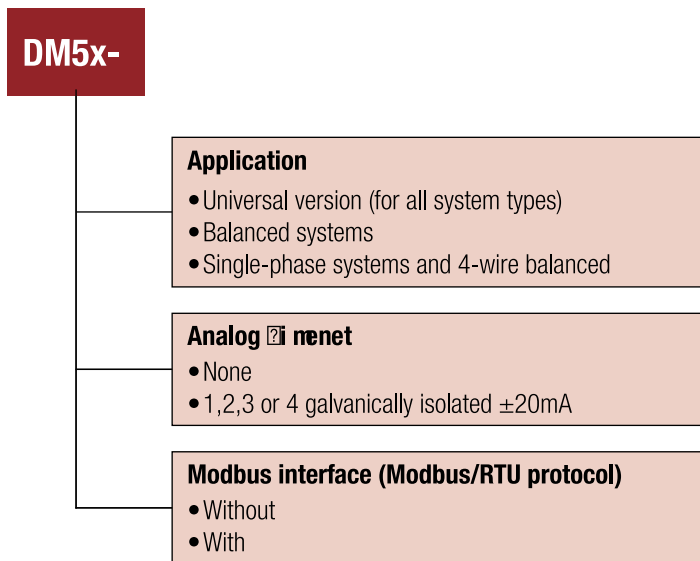 DM5x-
Application
• Universal version (for all system types)
• Balanced systems
• Single-phase systems and 4-wire balanced
Analog
• None
• 1,2,3 or 4 galvanically isolated ±20mA
Modbus interface (Modbus/RTU protocol)
• Without
• With